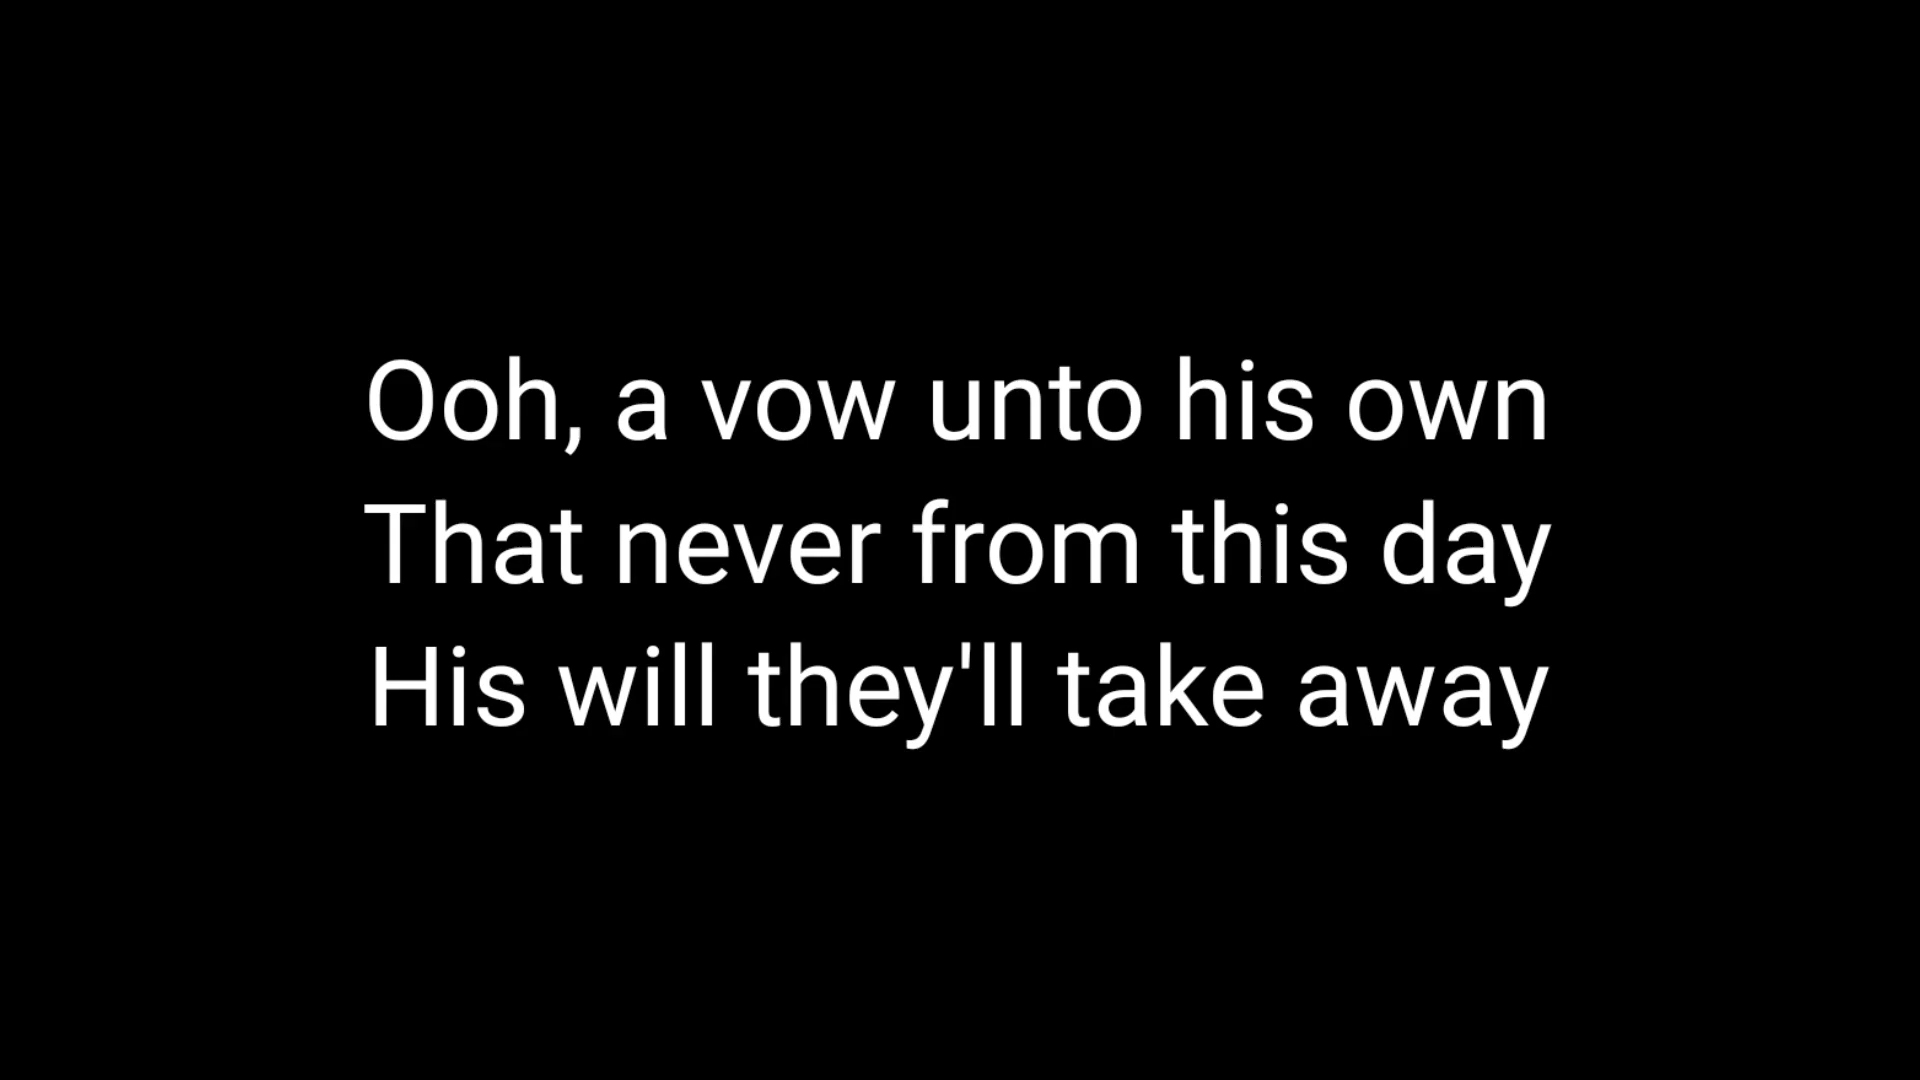 Ooh, a vow unto his own
That never from this day
His will they'll take away